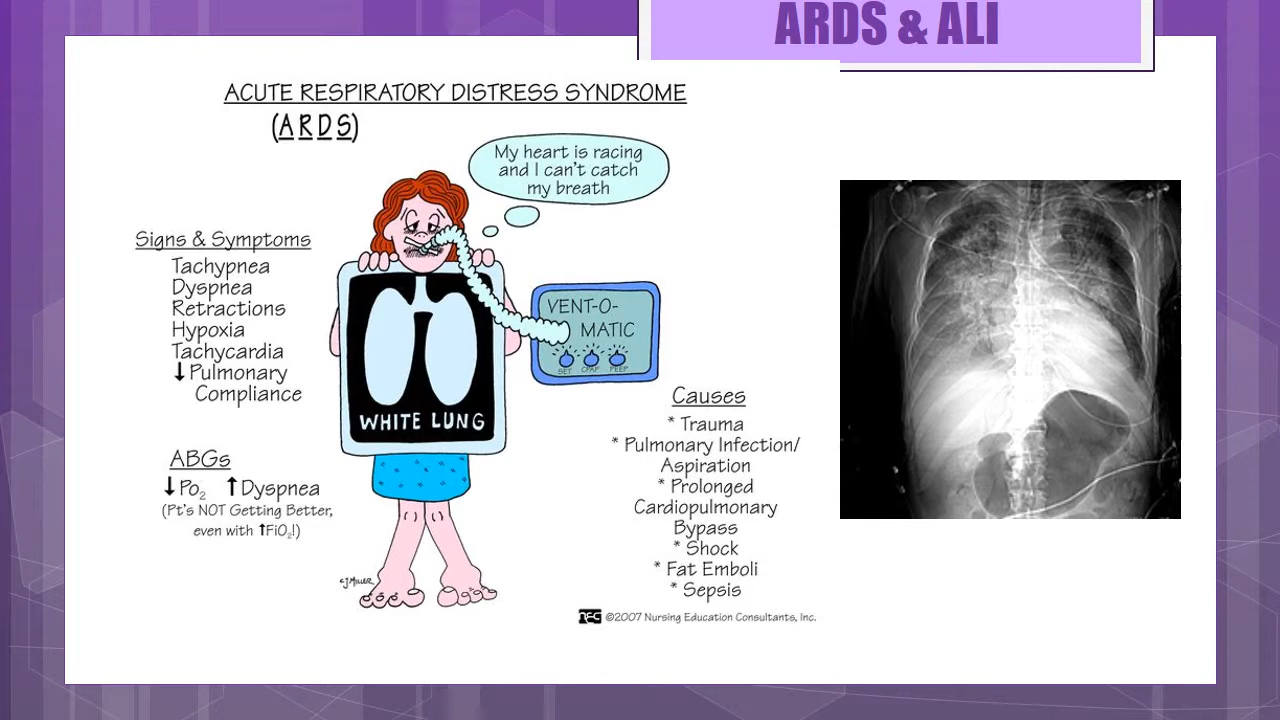 ARDS & ALI
ACUTE RESPIRATORY DISTRESS SYNDROME
(ARDS)
My heart is racing
and I can't catch
my breath
Signs & Symptoms
Tachypnea
Dyspnea
Retractions
Hypoxia
Tachycardia
↓ Pulmonary
Compliance
VENT-O-
MATIC
SET CPAP PEEP
WHITE LUNG
ABGs
↓ Po₂ ↑ Dyspnea
(Pt's NOT Getting Better,
even with ↑FiO₂!)
Causes
* Trauma
* Pulmonary Infection/
Aspiration
* Prolonged
Cardiopulmonary
Bypass
* Shock
* Fat Emboli
* Sepsis
CJMILLER
nec ©2007 Nursing Education Consultants, Inc.